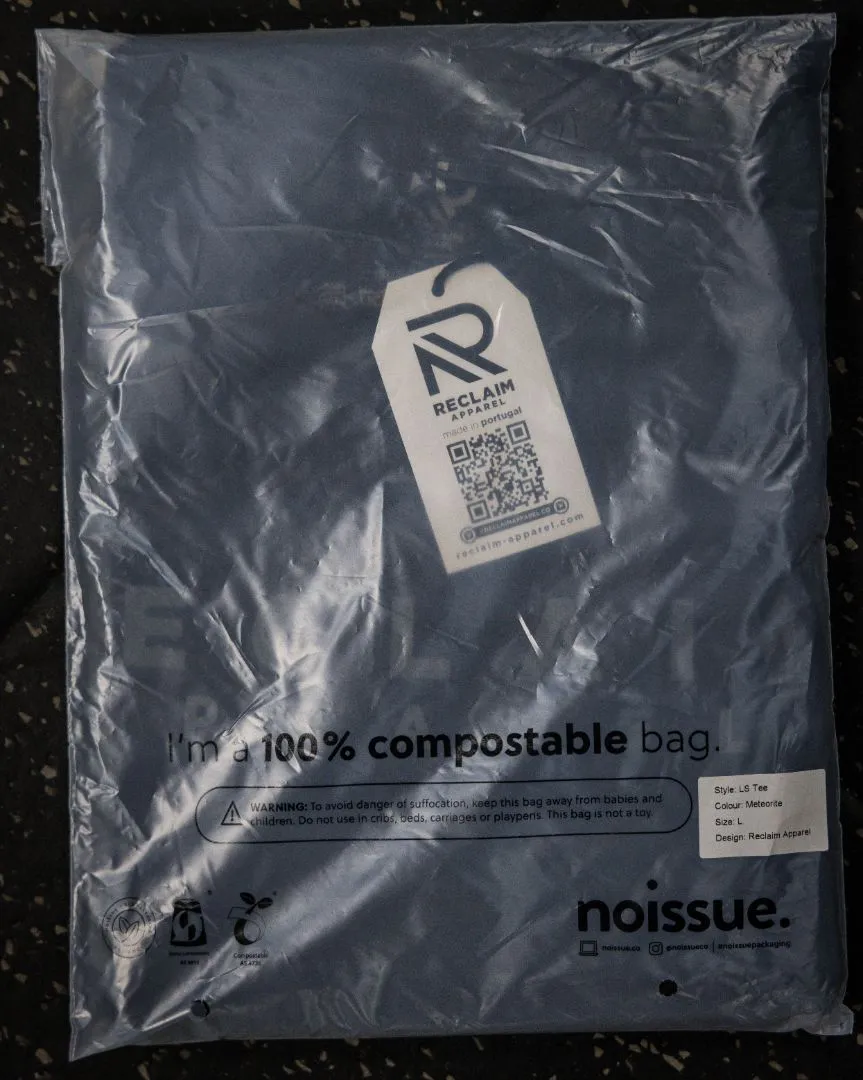 RECLAIM
APPAREL
made in portugal
@RECLAIMAPPAREL.CO
reclaim-apparel.com
I'm a 100% compostable bag.
WARNING: To avoid danger of suffocation, keep this bag away from babies and
children. Do not use in cribs, beds, carriages or playpens. This bag is not a toy.
Style: LS Tee
Colour: Meteorite
Size: L
Design: Reclaim Apparel
AS 5810
Compostable
AS 4736
noissue.
noissue.co @noissueco | #noissuepackaging